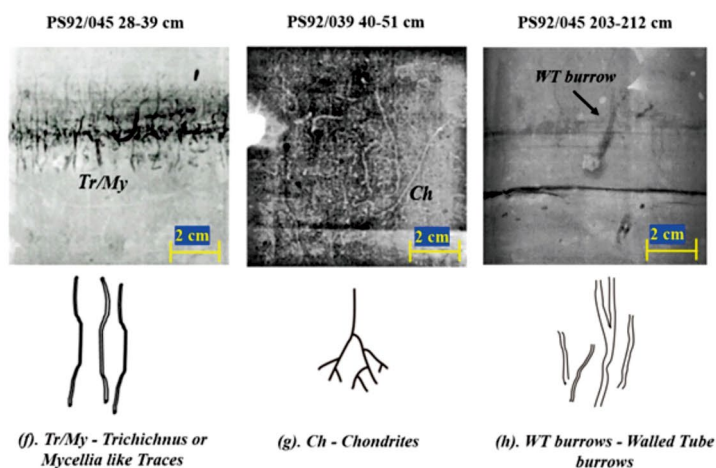 PS92/045 28-39 cm
PS92/039 40-51 cm
PS92/045 203-212 cm
Tr/My
2 cm
Ch
2 cm
WT burrow
2 cm
(f). Tr/My - Trichichnus or
Mycellia like Traces
(g). Ch - Chondrites
(h). WT burrows - Walled Tube
burrows